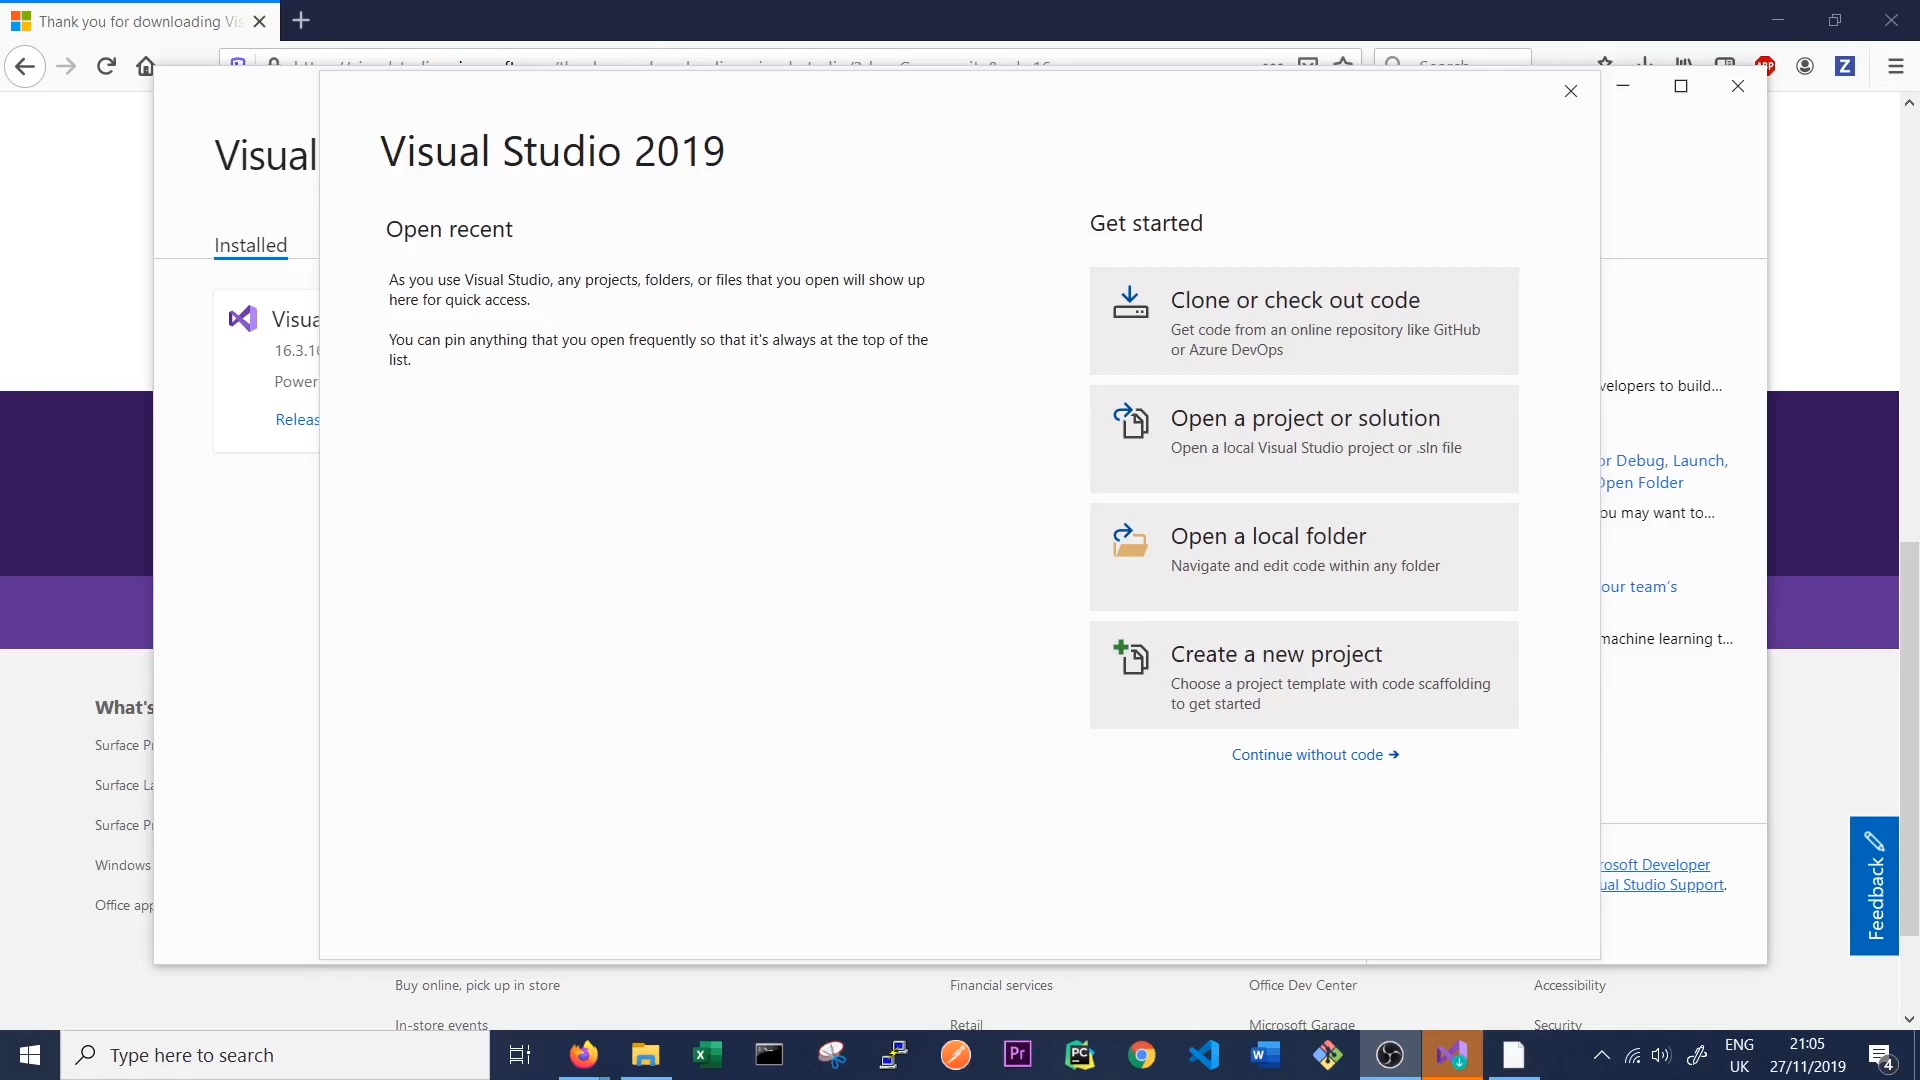 Thank you for downloading Vis
Search
Visual
Installed
Visua
16.3.10
Power
Releas
Visual Studio 2019
Open recent
As you use Visual Studio, any projects, folders, or files that you open will show up
here for quick access.
You can pin anything that you open frequently so that it's always at the top of the
list.
Get started
Clone or check out code
Get code from an online repository like GitHub
or Azure DevOps
Open a project or solution
Open a local Visual Studio project or .sln file
Open a local folder
Navigate and edit code within any folder
Create a new project
Choose a project template with code scaffolding
to get started
Continue without code
velopers to build...
or Debug, Launch,
Open Folder
ou may want to...
our team's
machine learning t...
rosoft Developer
ual Studio Support.
Feedback
What's
Surface P
Surface La
Surface P
Windows
Office app
Buy online, pick up in store
In-store events
Financial services
Retail
Office Dev Center
Microsoft Garage
Accessibility
Security
Type here to search
ENG
UK
21:05
27/11/2019
4